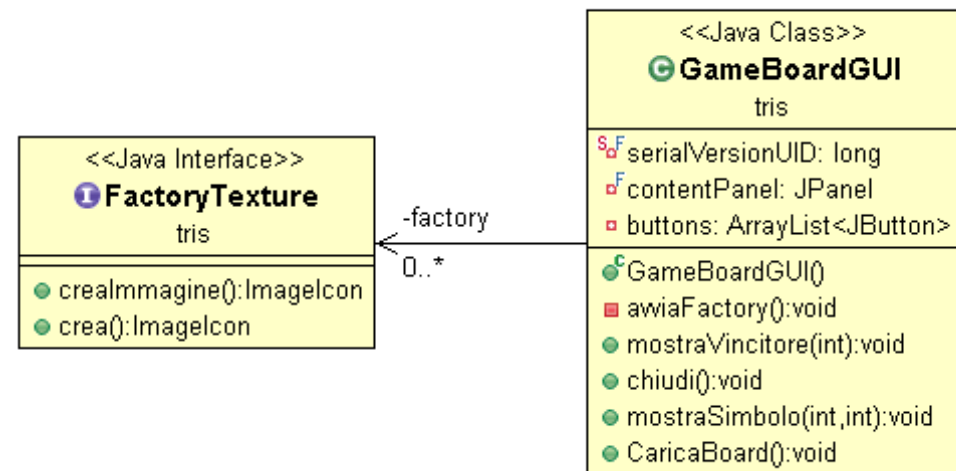 <<Java Interface>>
I FactoryTexture
tris
creaImmagine():ImageIcon
crea():ImageIcon
-factory
0..*
<<Java Class>>
C GameBoardGUI
tris
S F serialVersionUID: long
F contentPanel: JPanel
buttons: ArrayList<JButton>
C GameBoardGUI()
avviaFactory():void
mostraVincitore(int):void
chiudi():void
mostraSimbolo(int,int):void
CaricaBoard():void